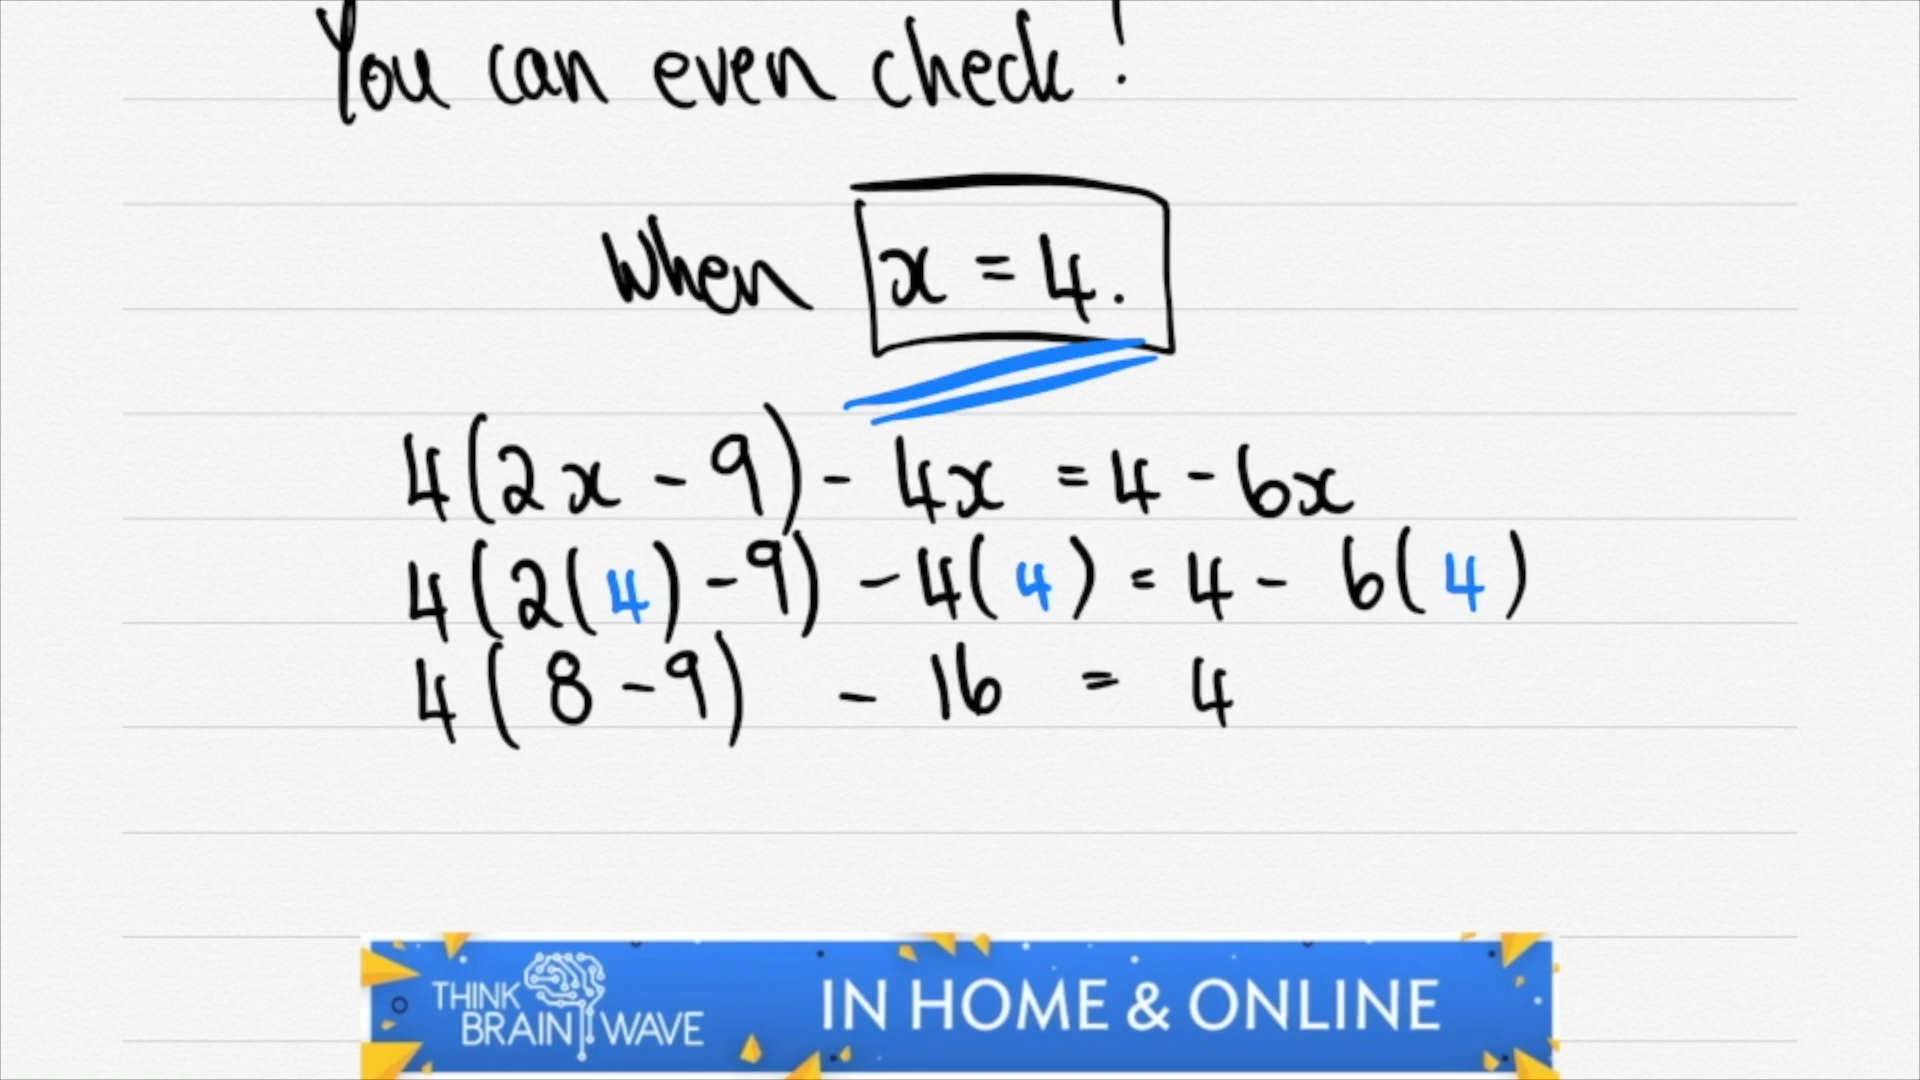 You can even check!
When x = 4.
4(2x - 9) - 4x = 4 - 6x
4(2(4) - 9) - 4(4) = 4 - 6(4)
4(8 - 9) - 16 = 4
THINK BRAIN WAVE
IN HOME & ONLINE